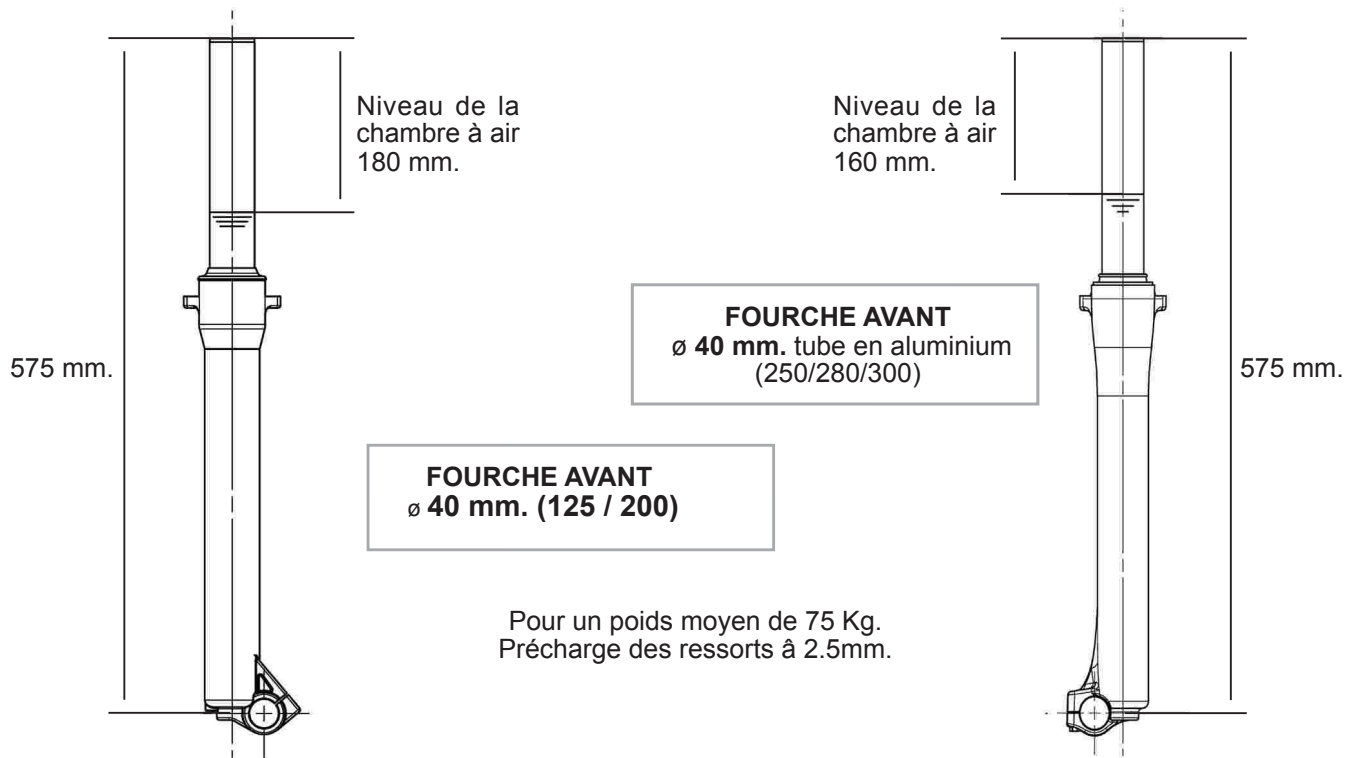 Niveau de la
chambre à air
180 mm.
Niveau de la
chambre à air
160 mm.
FOURCHE AVANT
ø 40 mm. tube en aluminium
(250/280/300)
575 mm.
575 mm.
FOURCHE AVANT
ø 40 mm. (125 / 200)
Pour un poids moyen de 75 Kg.
Précharge des ressorts â 2.5mm.